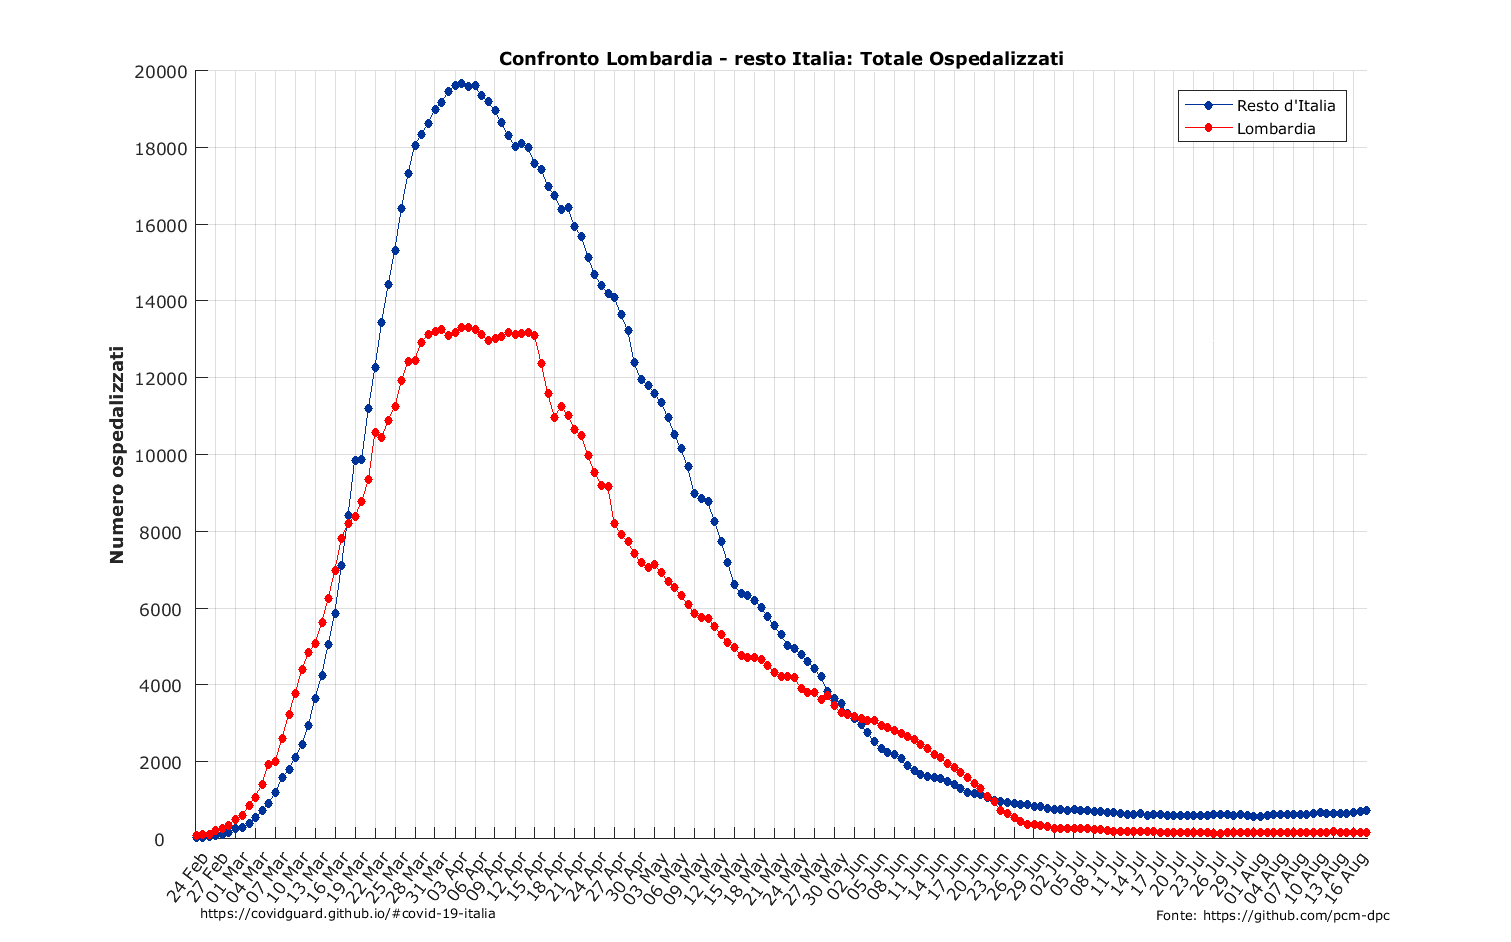 Confronto Lombardia - resto Italia: Totale Ospedalizzati
Resto d'Italia
Lombardia
Numero ospedalizzati
20000
18000
16000
14000
12000
10000
8000
6000
4000
2000
0
24 Feb
27 Feb
01 Mar
04 Mar
07 Mar
10 Mar
13 Mar
16 Mar
19 Mar
22 Mar
25 Mar
28 Mar
31 Mar
03 Apr
06 Apr
09 Apr
12 Apr
15 Apr
18 Apr
21 Apr
24 Apr
27 Apr
30 Apr
03 May
06 May
09 May
12 May
15 May
18 May
21 May
24 May
27 May
30 May
02 Jun
05 Jun
08 Jun
11 Jun
14 Jun
17 Jun
20 Jun
23 Jun
26 Jun
29 Jun
02 Jul
05 Jul
08 Jul
11 Jul
14 Jul
17 Jul
20 Jul
23 Jul
26 Jul
29 Jul
01 Aug
04 Aug
07 Aug
10 Aug
13 Aug
16 Aug
https://covidguard.github.io/#covid-19-italia
Fonte: https://github.com/pcm-dpc